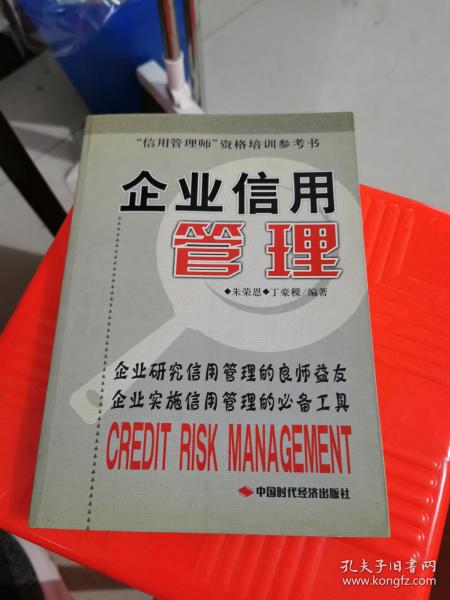 “信用管理师”资格培训参考书
企业信用
管理
◆朱荣恩◆丁豪樑/编著
企业研究信用管理的良师益友
企业实施信用管理的必备工具
CREDIT RISK MANAGEMENT
中国时代经济出版社
孔夫子旧书网
www.kongfz.com